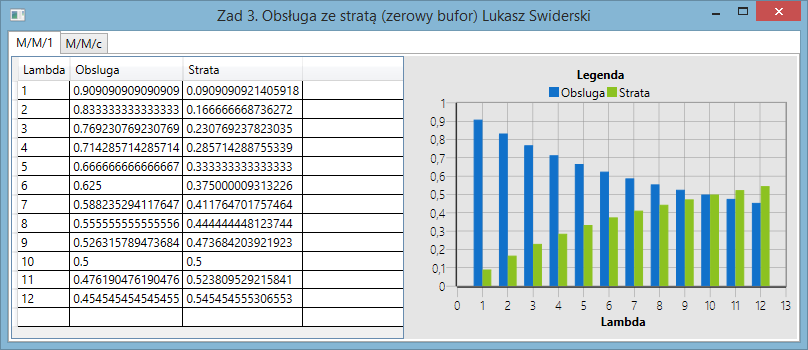 Zad 3. Obsługa ze stratą (zerowy bufor) Lukasz Swiderski
M/M/1 M/M/c
Lambda Obsluga Strata
1 0.909090909090909 0.0909090921405918
2 0.833333333333333 0.166666668736272
3 0.769230769230769 0.230769237823035
4 0.714285714285714 0.285714288755339
5 0.666666666666667 0.333333333333333
6 0.625 0.375000009313226
7 0.588235294117647 0.411764701757464
8 0.555555555555556 0.444444448123744
9 0.526315789473684 0.473684203921923
10 0.5 0.5
11 0.476190476190476 0.523809529215841
12 0.454545454545455 0.545454555306553
Legenda
Obsluga Strata
1
0,9
0,8
0,7
0,6
0,5
0,4
0,3
0,2
0,1
0
0 1 2 3 4 5 6 7 8 9 10 11 12 13
Lambda